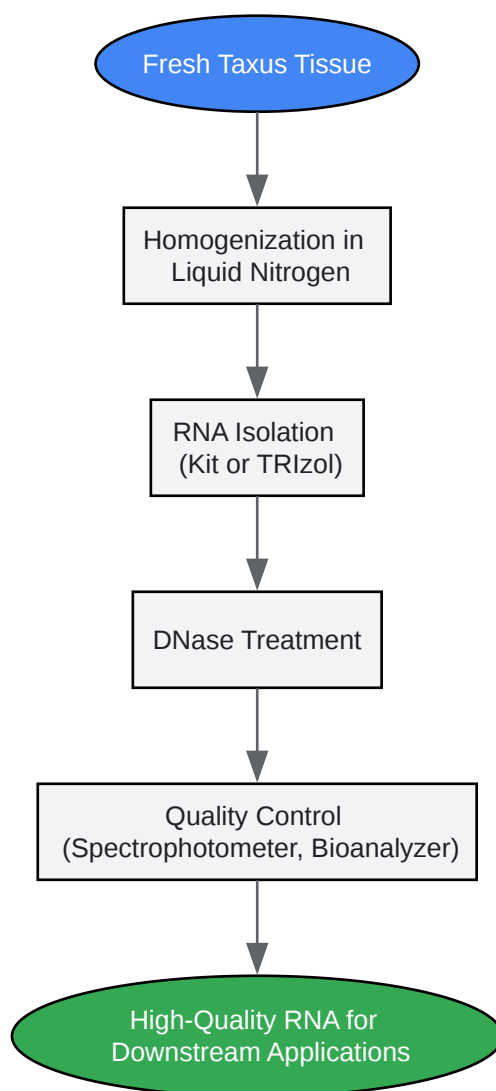 Fresh Taxus Tissue
Homogenization in
Liquid Nitrogen
RNA Isolation
(Kit or TRIzol)
DNase Treatment
Quality Control
(Spectrophotometer, Bioanalyzer)
High-Quality RNA for
Downstream Applications